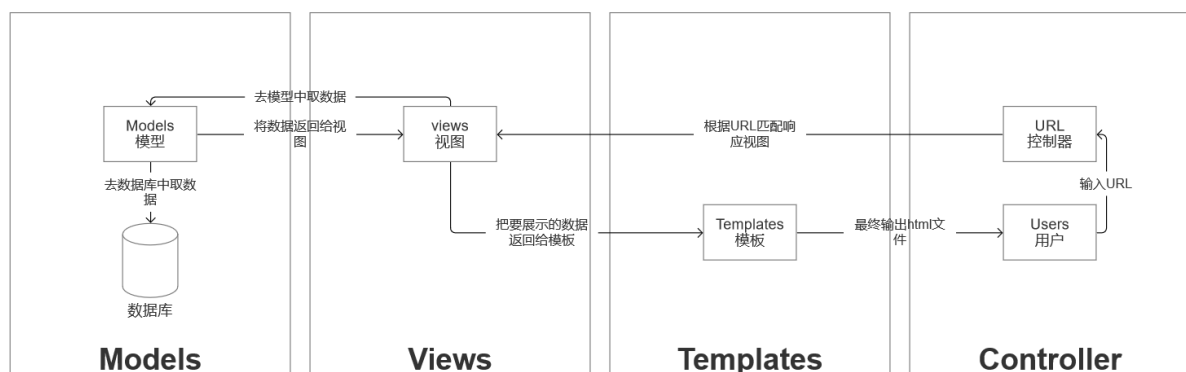 去模型中取数据
Models
模型
将数据返回给视
图
views
视图
根据URL匹配响
应视图
URL
控制器
去数据库中取数
据
输入URL
把要展示的数据
返回给模板
Templates
模板
最终输出html文
件
Users
用户
数据库
Models
Views
Templates
Controller